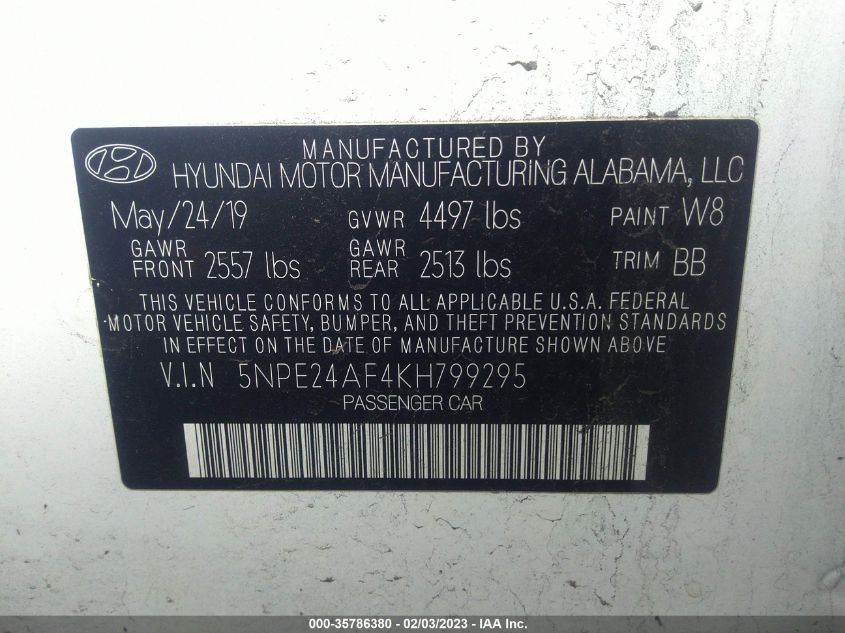 MANUFACTURED BY
HYUNDAI MOTOR MANUFACTURING ALABAMA, LLC
May/24/19 GVWR 4497 lbs PAINT W8
GAWR FRONT 2557 lbs GAWR REAR 2513 lbs TRIM BB
THIS VEHICLE CONFORMS TO ALL APPLICABLE U.S.A. FEDERAL
MOTOR VEHICLE SAFETY, BUMPER, AND THEFT PREVENTION STANDARDS
IN EFFECT ON THE DATE OF MANUFACTURE SHOWN ABOVE
V.I.N 5NPE24AF4KH799295
PASSENGER CAR
000-35786380 - 02/03/2023 - IAA Inc.